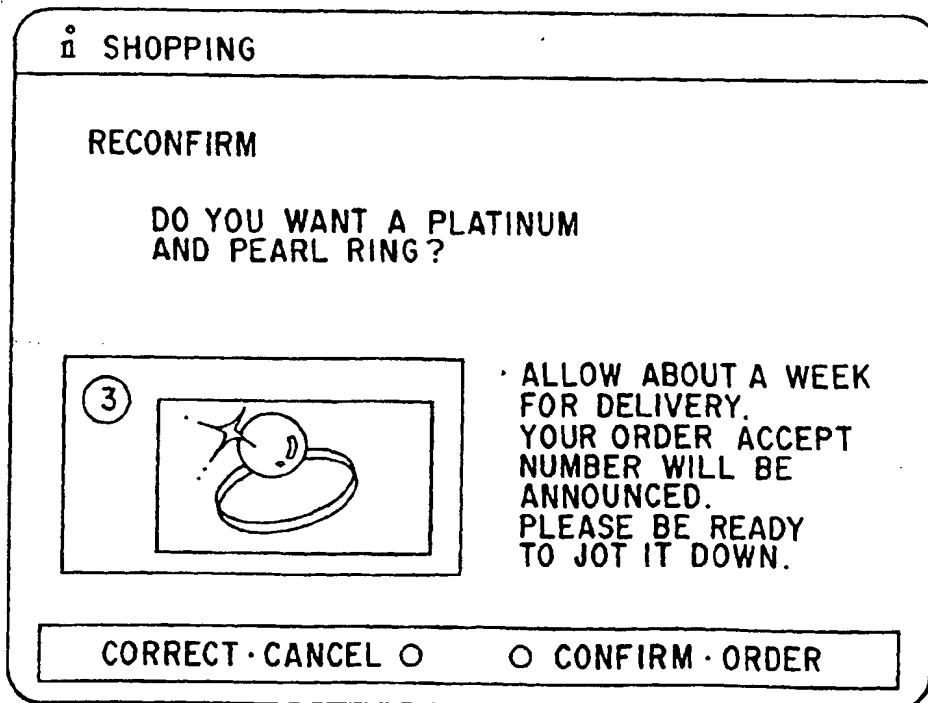 SHOPPING
RECONFIRM
DO YOU WANT A PLATINUM
AND PEARL RING?
3
ALLOW ABOUT A WEEK
FOR DELIVERY.
YOUR ORDER ACCEPT
NUMBER WILL BE
ANNOUNCED.
PLEASE BE READY
TO JOT IT DOWN.
CORRECT・CANCEL ○ ○ CONFIRM・ORDER